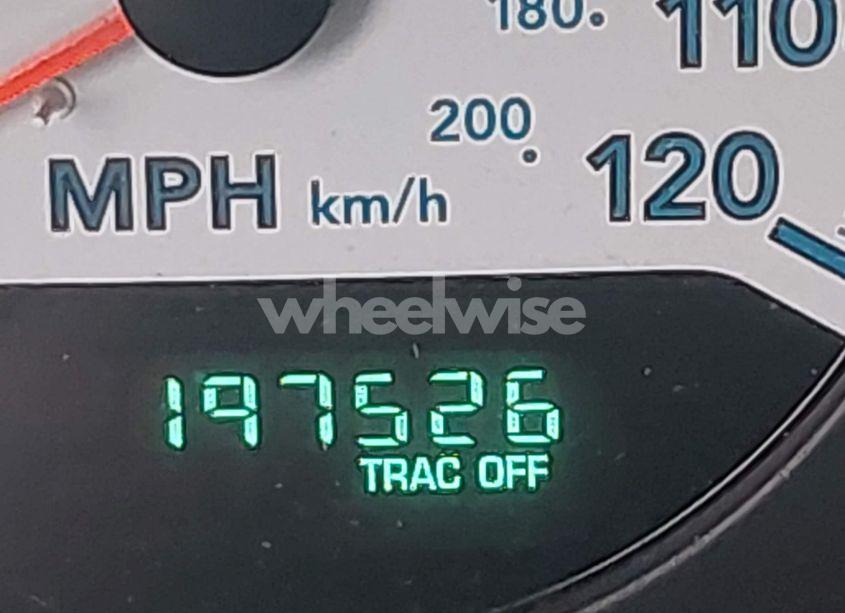 180
110
200
120
MPH km/h
wheelwise
197526
TRAC OFF